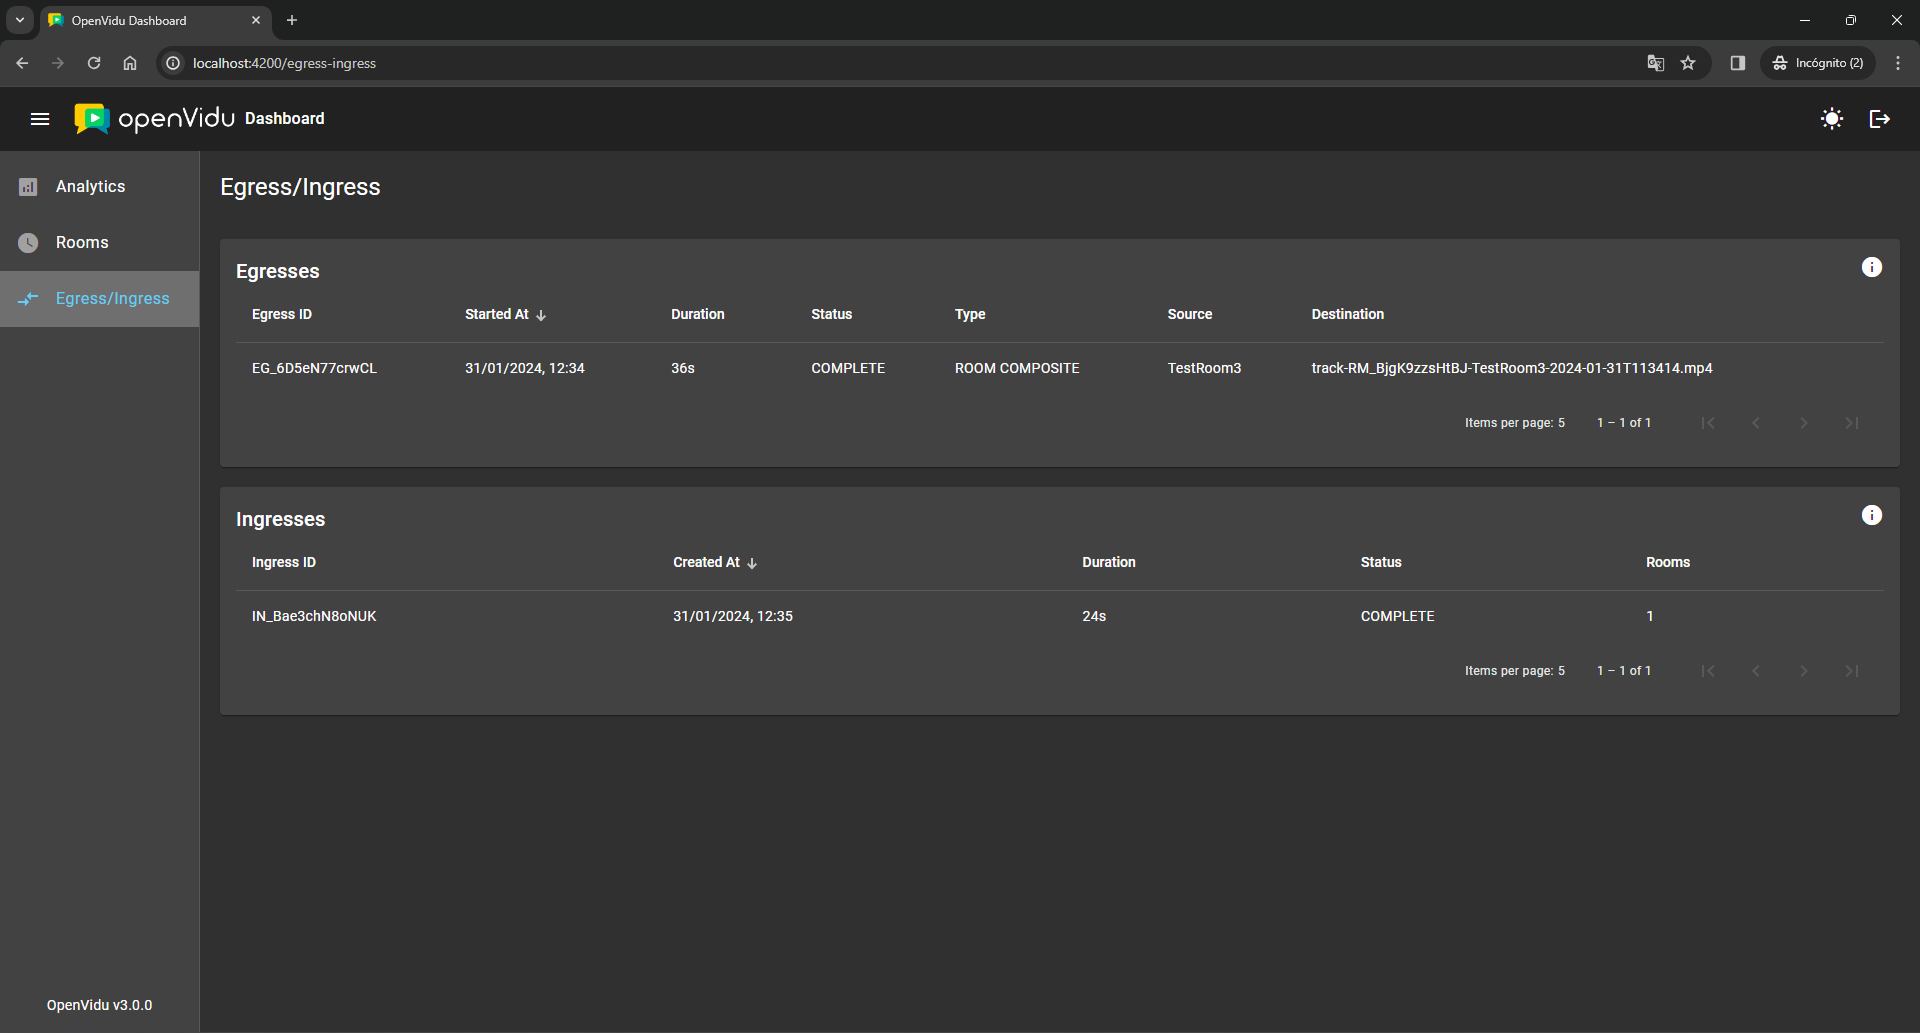 OpenVidu Dashboard
localhost:4200/egress-ingress
Incógnito (2)
openVidu Dashboard
Analytics
Rooms
Egress/Ingress
OpenVidu v3.0.0
Egress/Ingress
Egresses
Egress ID Started At Duration Status Type Source Destination
EG_6D5eN77crwCL 31/01/2024, 12:34 36s COMPLETE ROOM COMPOSITE TestRoom3 track-RM_BjgK9zzsHtBJ-TestRoom3-2024-01-31T113414.mp4
Items per page: 5 1 – 1 of 1
Ingresses
Ingress ID Created At Duration Status Rooms
IN_Bae3chN8oNUK 31/01/2024, 12:35 24s COMPLETE 1
Items per page: 5 1 – 1 of 1